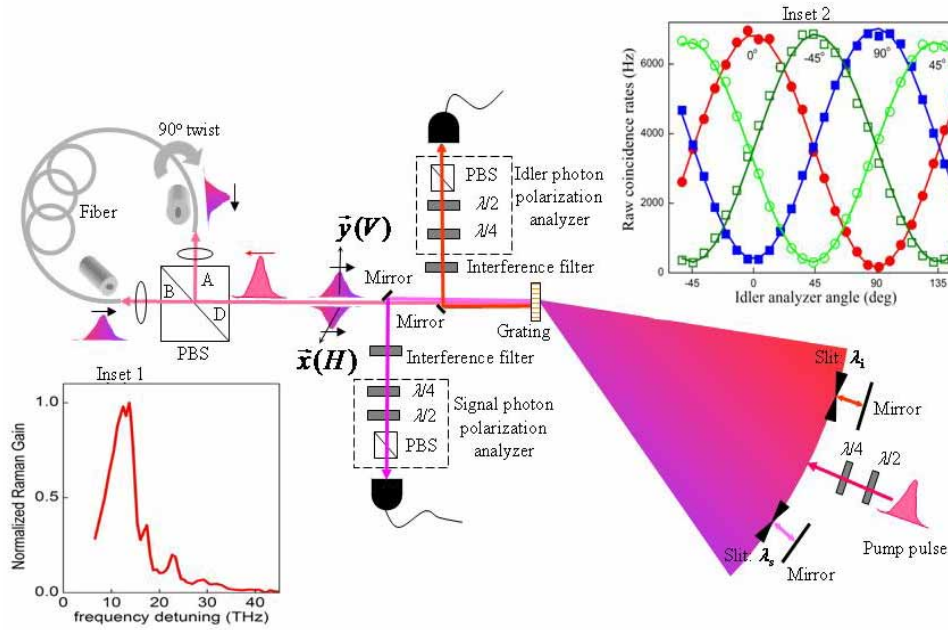 Inset 2
Raw coincidence rates (Hz)
6000
4000
2000
0
0°
-45°
90°
45°
-45
0
45
90
135
Idler analyzer angle (deg)
90° twist
Fiber
B
A
D
PBS
Mirror
Mirror
y(V)
x(H)
PBS
λ/2
λ/4
Idler photon
polarization
analyzer
Interference filter
Grating
Interference filter
λ/4
λ/2
PBS
Signal photon
polarization
analyzer
Slit: λi
Mirror
λ/4
λ/2
Pump pulse
Slit: λs
Mirror
Inset 1
Normalized Raman Gain
1.0
0.5
0
0
10
20
30
40
frequency detuning (THz)